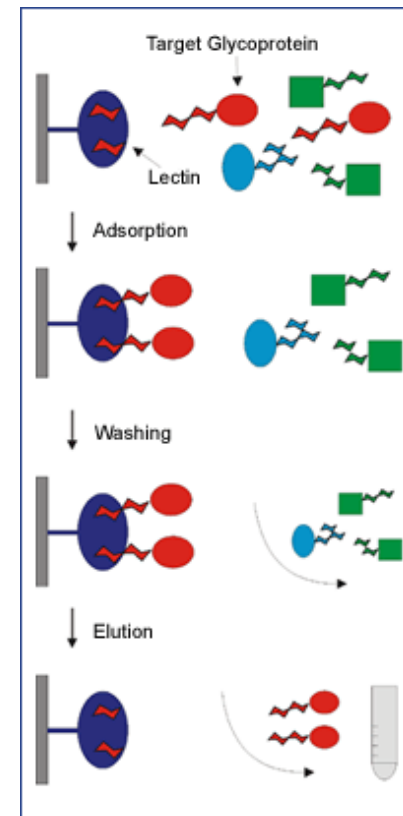 Target Glycoprotein
Lectin
Adsorption
Washing
Elution